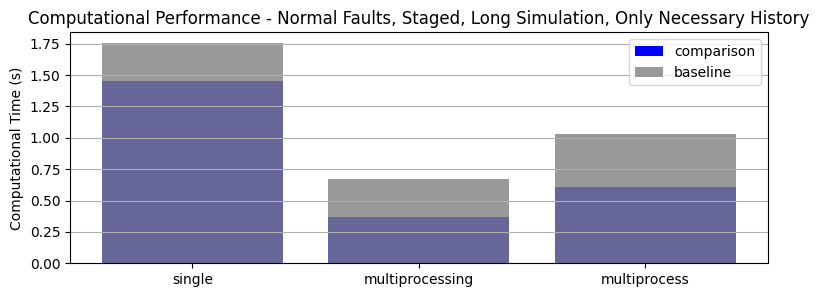 Computational Performance - Normal Faults, Staged, Long Simulation, Only Necessary History
Computational Time (s)
1.75
1.50
1.25
1.00
0.75
0.50
0.25
0.00
comparison
baseline
single
multiprocessing
multiprocess